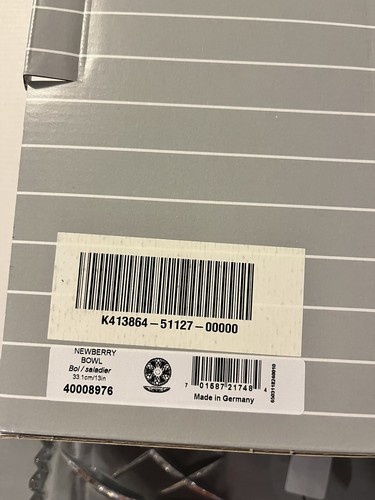 K413864-51127-00000
NEWBERRY
BOWL
Bol / saladier
33.1cm/13in
40008976
7 01587 21748 4
Made in Germany